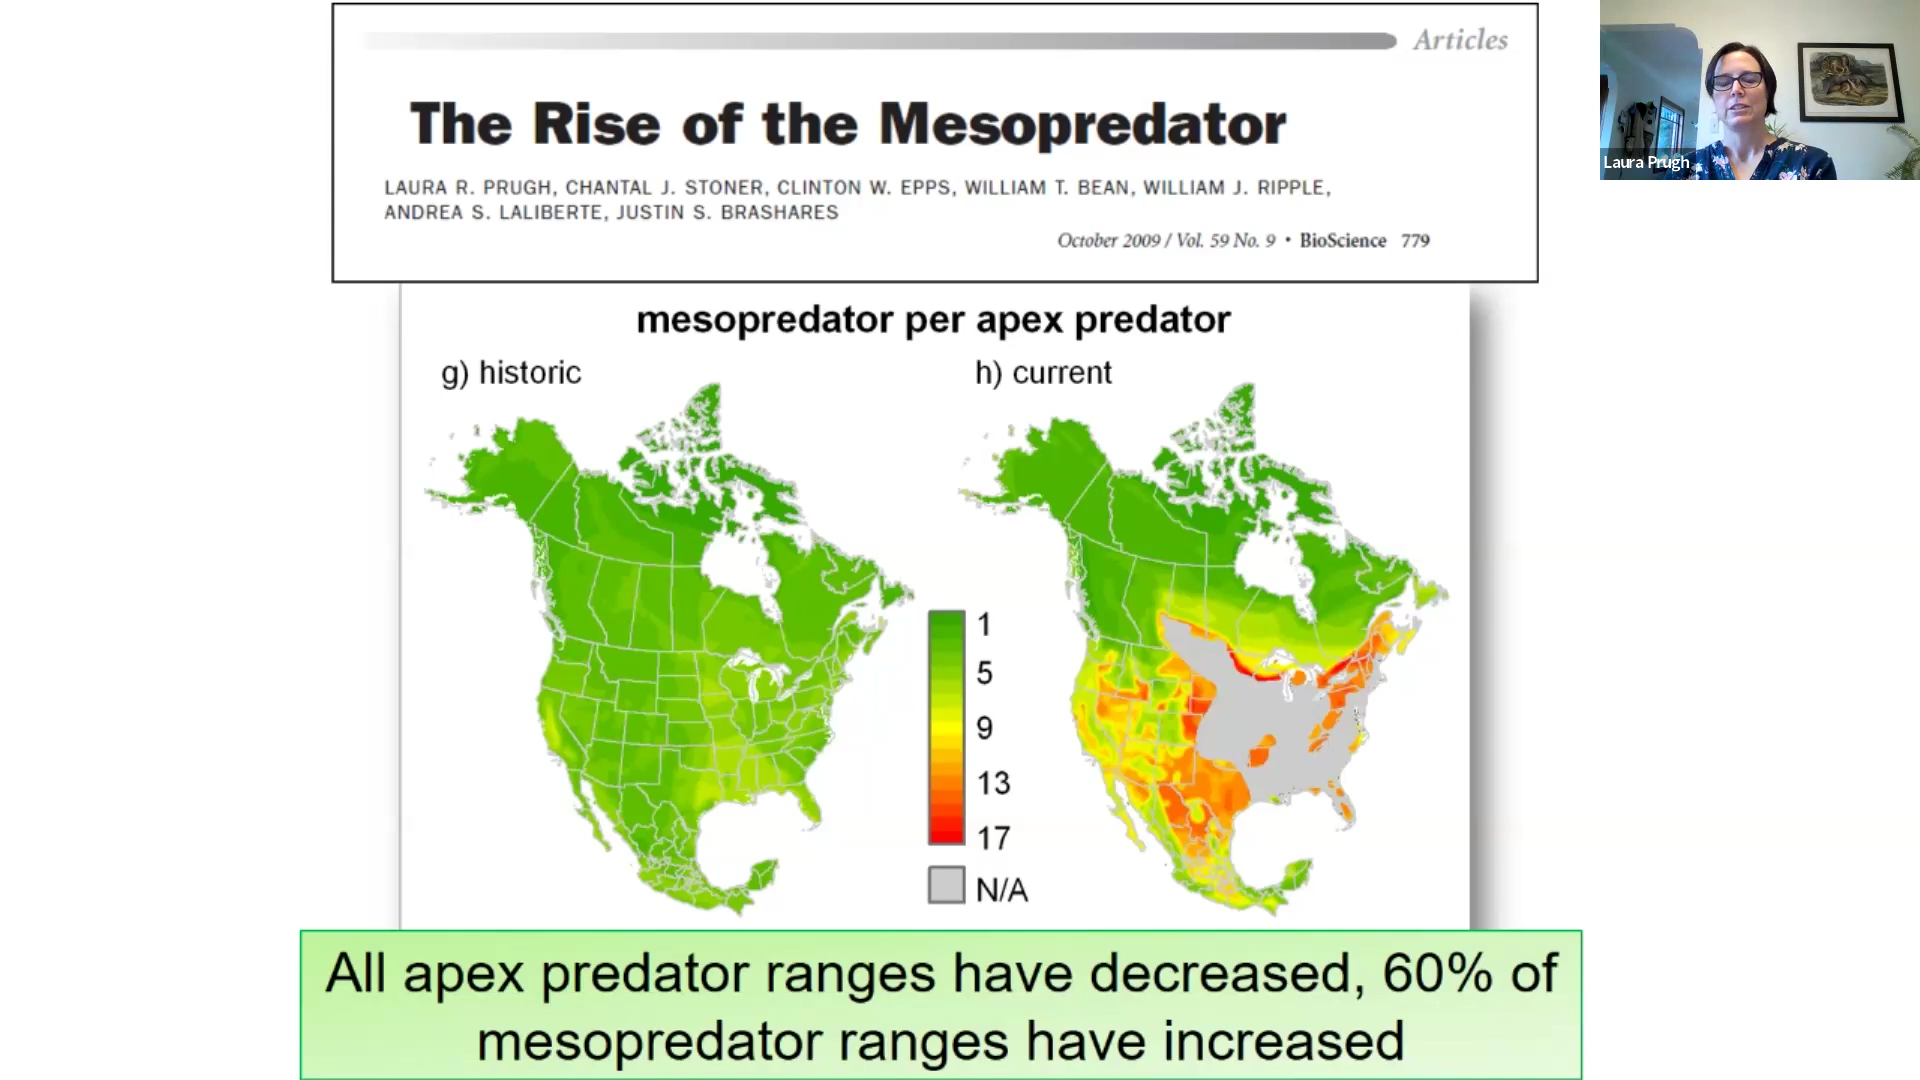 Articles
The Rise of the Mesopredator
LAURA R. PRUGH, CHANTAL J. STONER, CLINTON W. EPPS, WILLIAM T. BEAN, WILLIAM J. RIPPLE,
ANDREA S. LALIBERTE, JUSTIN S. BRASHARES
October 2009 / Vol. 59 No. 9 • BioScience 779
Laura Prugh
mesopredator per apex predator
g) historic
h) current
1
5
9
13
17
N/A
All apex predator ranges have decreased, 60% of
mesopredator ranges have increased